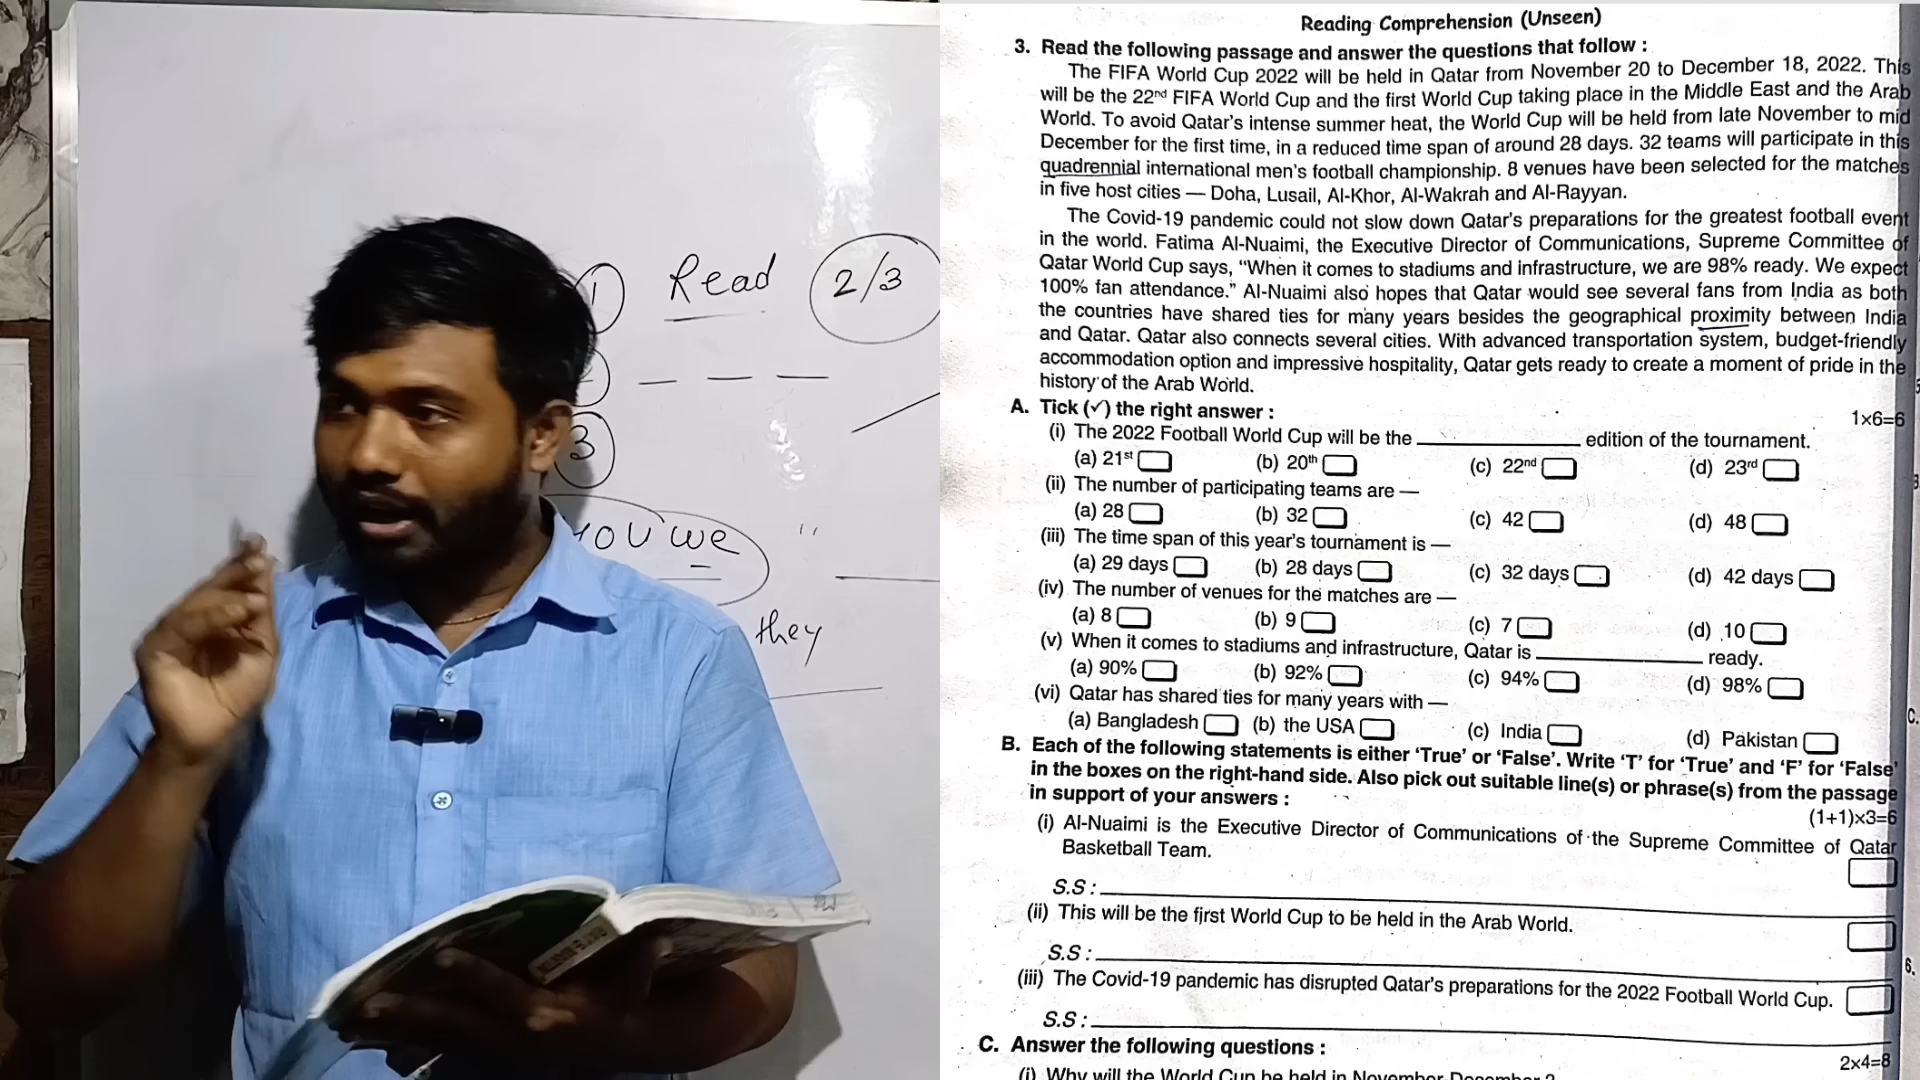 1 Read 2/3
3
you we "
they
Reading Comprehension (Unseen)
3. Read the following passage and answer the questions that follow :
The FIFA World Cup 2022 will be held in Qatar from November 20 to December 18, 2022. This
will be the 22nd FIFA World Cup and the first World Cup taking place in the Middle East and the Arab
World. To avoid Qatar's intense summer heat, the World Cup will be held from late November to mid
December for the first time, in a reduced time span of around 28 days. 32 teams will participate in this
quadrennial international men's football championship. 8 venues have been selected for the matches
in five host cities — Doha, Lusail, Al-Khor, Al-Wakrah and Al-Rayyan.
The Covid-19 pandemic could not slow down Qatar's preparations for the greatest football event
in the world. Fatima Al-Nuaimi, the Executive Director of Communications, Supreme Committee of
Qatar World Cup says, "When it comes to stadiums and infrastructure, we are 98% ready. We expect
100% fan attendance." Al-Nuaimi also hopes that Qatar would see several fans from India as both
the countries have shared ties for many years besides the geographical proximity between India
and Qatar. Qatar also connects several cities. With advanced transportation system, budget-friendly
accommodation option and impressive hospitality, Qatar gets ready to create a moment of pride in the
history of the Arab World.
A. Tick (✓) the right answer : 1×6=6
(i) The 2022 Football World Cup will be the ____________ edition of the tournament.
(a) 21st (b) 20th (c) 22nd (d) 23rd
(ii) The number of participating teams are —
(a) 28 (b) 32 (c) 42 (d) 48
(iii) The time span of this year's tournament is —
(a) 29 days (b) 28 days (c) 32 days (d) 42 days
(iv) The number of venues for the matches are —
(a) 8 (b) 9 (c) 7 (d) 10
(v) When it comes to stadiums and infrastructure, Qatar is ____________ ready.
(a) 90% (b) 92% (c) 94% (d) 98%
(vi) Qatar has shared ties for many years with —
(a) Bangladesh (b) the USA (c) India (d) Pakistan
B. Each of the following statements is either 'True' or 'False'. Write 'T' for 'True' and 'F' for 'False'
in the boxes on the right-hand side. Also pick out suitable line(s) or phrase(s) from the passage
in support of your answers : (1+1)×3=6
(i) Al-Nuaimi is the Executive Director of Communications of the Supreme Committee of Qatar
Basketball Team.
S.S :
(ii) This will be the first World Cup to be held in the Arab World.
S.S :
(iii) The Covid-19 pandemic has disrupted Qatar's preparations for the 2022 Football World Cup.
S.S :
C. Answer the following questions : 2×4=8
(i) Why will the World Cup be held in November-December ?
C.
6.